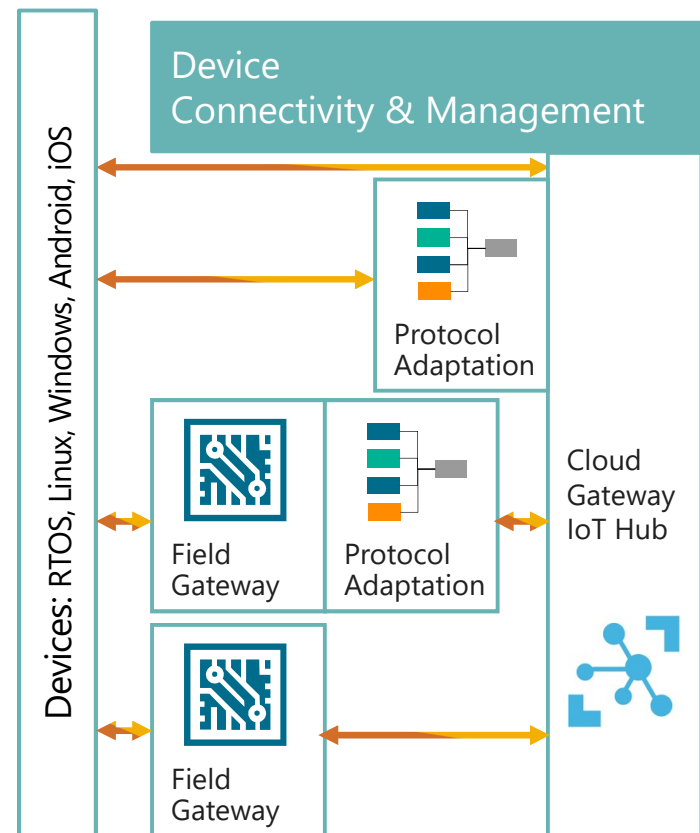 Device
Connectivity & Management
Devices: RTOS, Linux, Windows, Android, iOS
Protocol
Adaptation
Field
Gateway
Protocol
Adaptation
Cloud
Gateway
IoT Hub
Field
Gateway